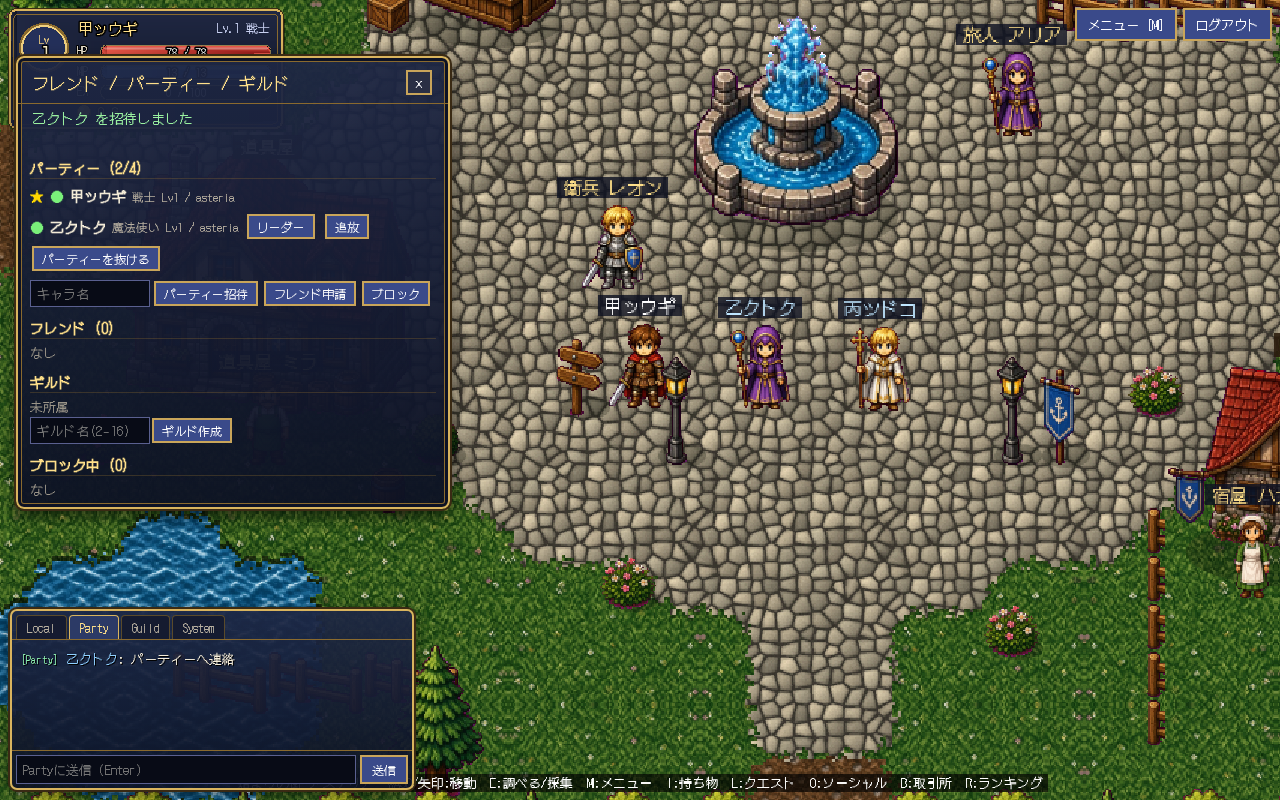 甲ツウギ Lv.1 戦士
Lv 1
HP 78 / 78
メニュー [M] ログアウト
フレンド / パーティー / ギルド x
乙クトク を招待しました
パーティー (2/4)
★ 甲ツウギ 戦士 Lv1 / asteria
乙クトク 魔法使い Lv1 / asteria リーダー 追放
パーティーを抜ける
キャラ名 パーティー招待 フレンド申請 ブロック
フレンド (0)
なし
ギルド
未所属
ギルド名(2-16) ギルド作成
ブロック中 (0)
なし
旅人 アリア
衛兵 レオン
甲ツウギ 乙クトク 丙ッドコ
宿屋 ハ
Local Party Guild System
[Party] 乙クトク: パーティーへ連絡
Partyに送信 (Enter) 送信
矢印:移動 E:調べる/採集 M:メニュー I:持ち物 L:クエスト O:ソーシャル B:取引所 R:ランキング